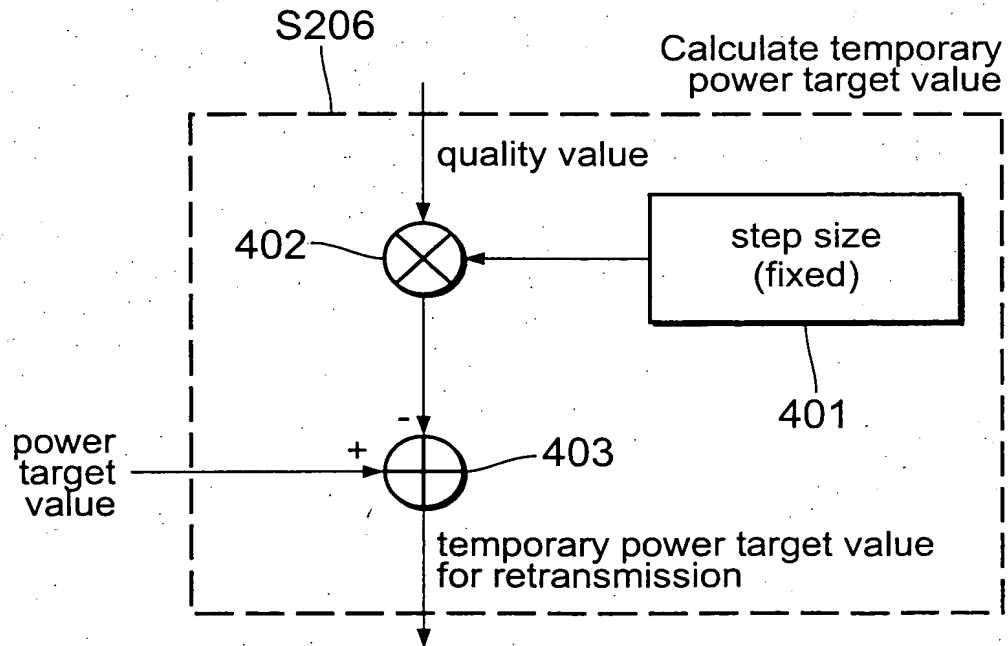 S206
Calculate temporary
power target value
quality value
402
step size
(fixed)
401
-
+
403
power
target
value
temporary power target value
for retransmission